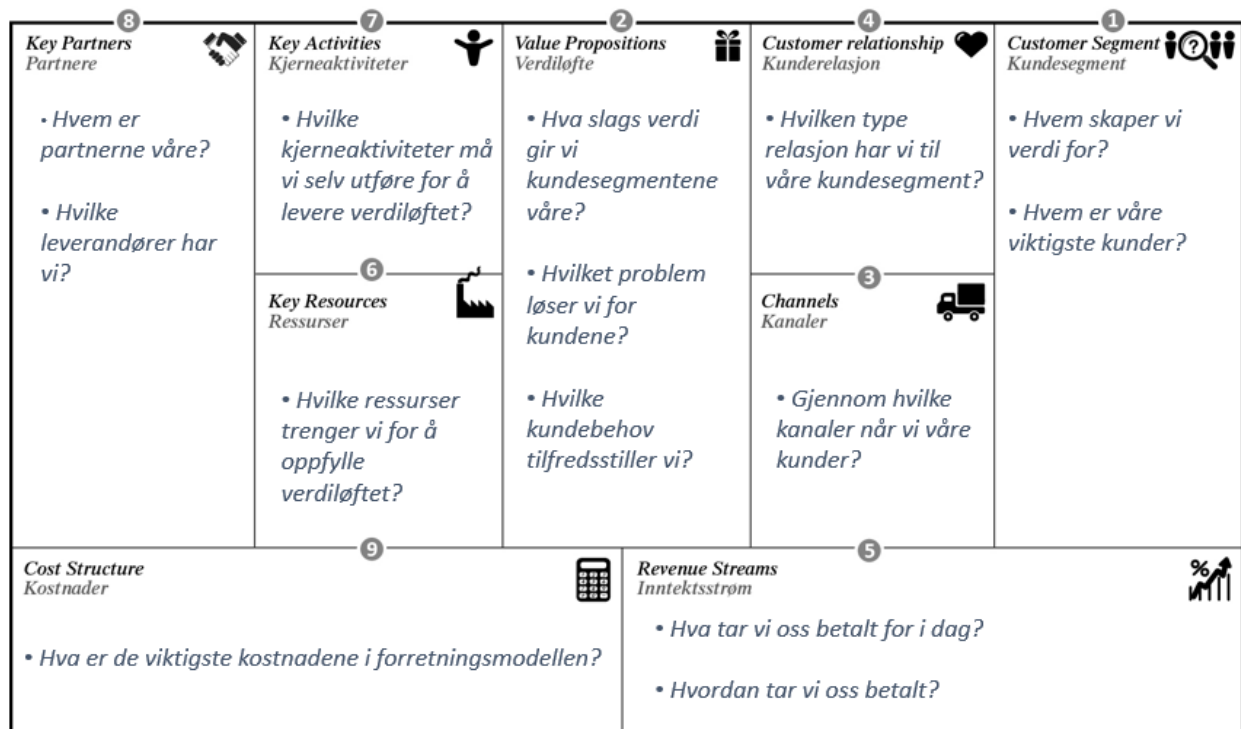 8
Key Partners
Partnere
• Hvem er
partnerne våre?
• Hvilke
leverandører har
vi?
7
Key Activities
Kjerneaktiviteter
• Hvilke
kjerneaktiviteter må
vi selv utføre for å
levere verdiløftet?
6
Key Resources
Ressurser
• Hvilke ressurser
trenger vi for å
oppfylle
verdiløftet?
2
Value Propositions
Verdiløfte
• Hva slags verdi
gir vi
kundesegmentene
våre?
• Hvilket problem
løser vi for
kundene?
• Hvilke
kundebehov
tilfredsstiller vi?
4
Customer relationship
Kunderelasjon
• Hvilken type
relasjon har vi til
våre kundesegment?
3
Channels
Kanaler
• Gjennom hvilke
kanaler når vi våre
kunder?
1
Customer Segment
Kundesegment
?
• Hvem skaper vi
verdi for?
• Hvem er våre
viktigste kunder?
9
Cost Structure
Kostnader
• Hva er de viktigste kostnadene i forretningsmodellen?
5
Revenue Streams
Inntektsstrøm
%
• Hva tar vi oss betalt for i dag?
• Hvordan tar vi oss betalt?